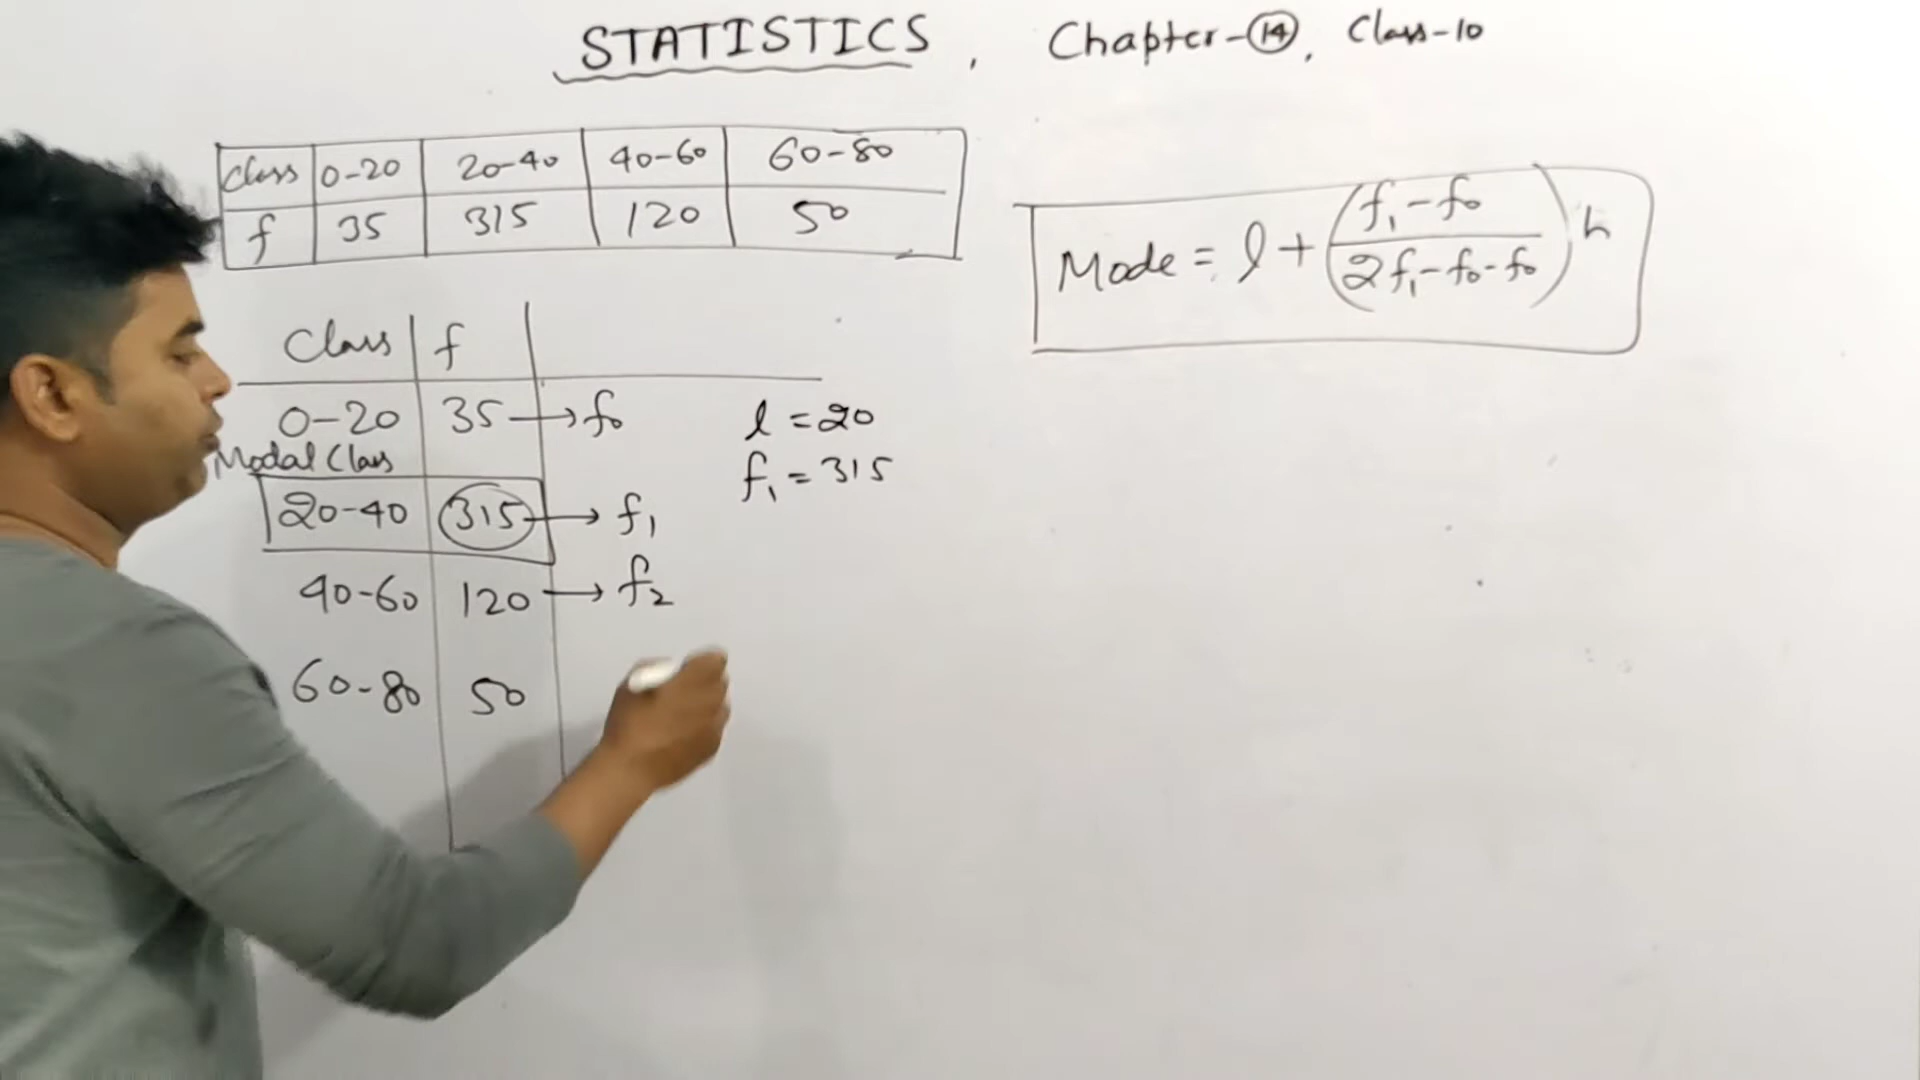 STATISTICS, Chapter-14, Class-10
Class 0-20 20-40 40-60 60-80
f 35 315 120 50
Mode = l + (f₁-f₀ / 2f₁-f₀-f₀) h
Class f
0-20 35 → f₀
Modal Class
20-40 315 → f₁
40-60 120 → f₂
60-80 50
l = 20
f₁ = 315